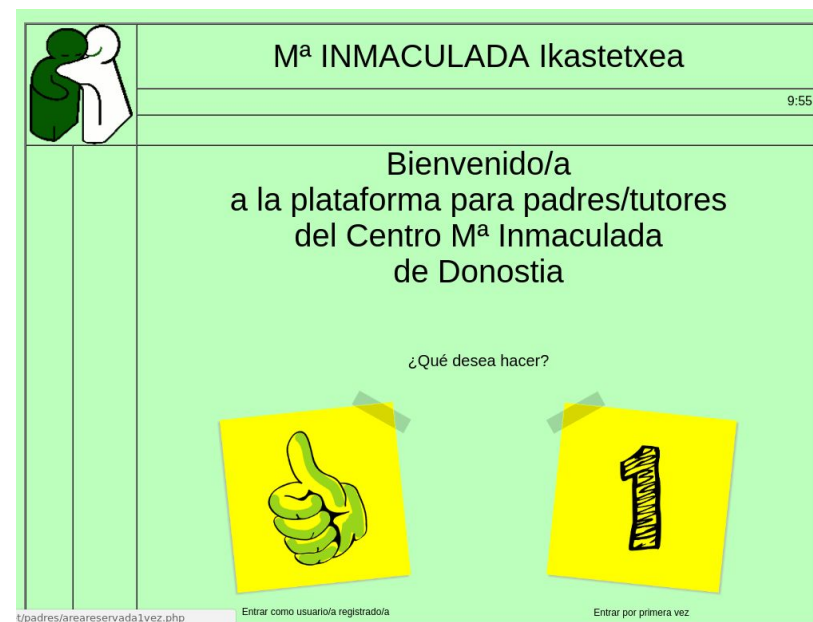 Mª INMACULADA Ikastetxea
9:55
Bienvenido/a
a la plataforma para padres/tutores
del Centro Mª Inmaculada
de Donostia
¿Qué desea hacer?
1
Entrar como usuario/a registrado/a
Entrar por primera vez
t/padres/areareservada1vez.php